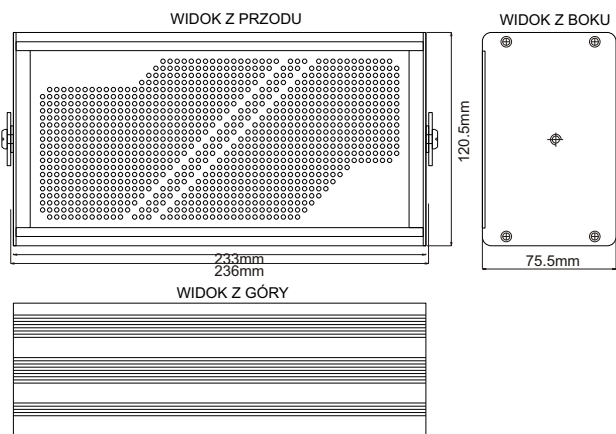 WIDOK Z PRZODU
WIDOK Z BOKU
120.5mm
233mm
236mm
75.5mm
WIDOK Z GÓRY